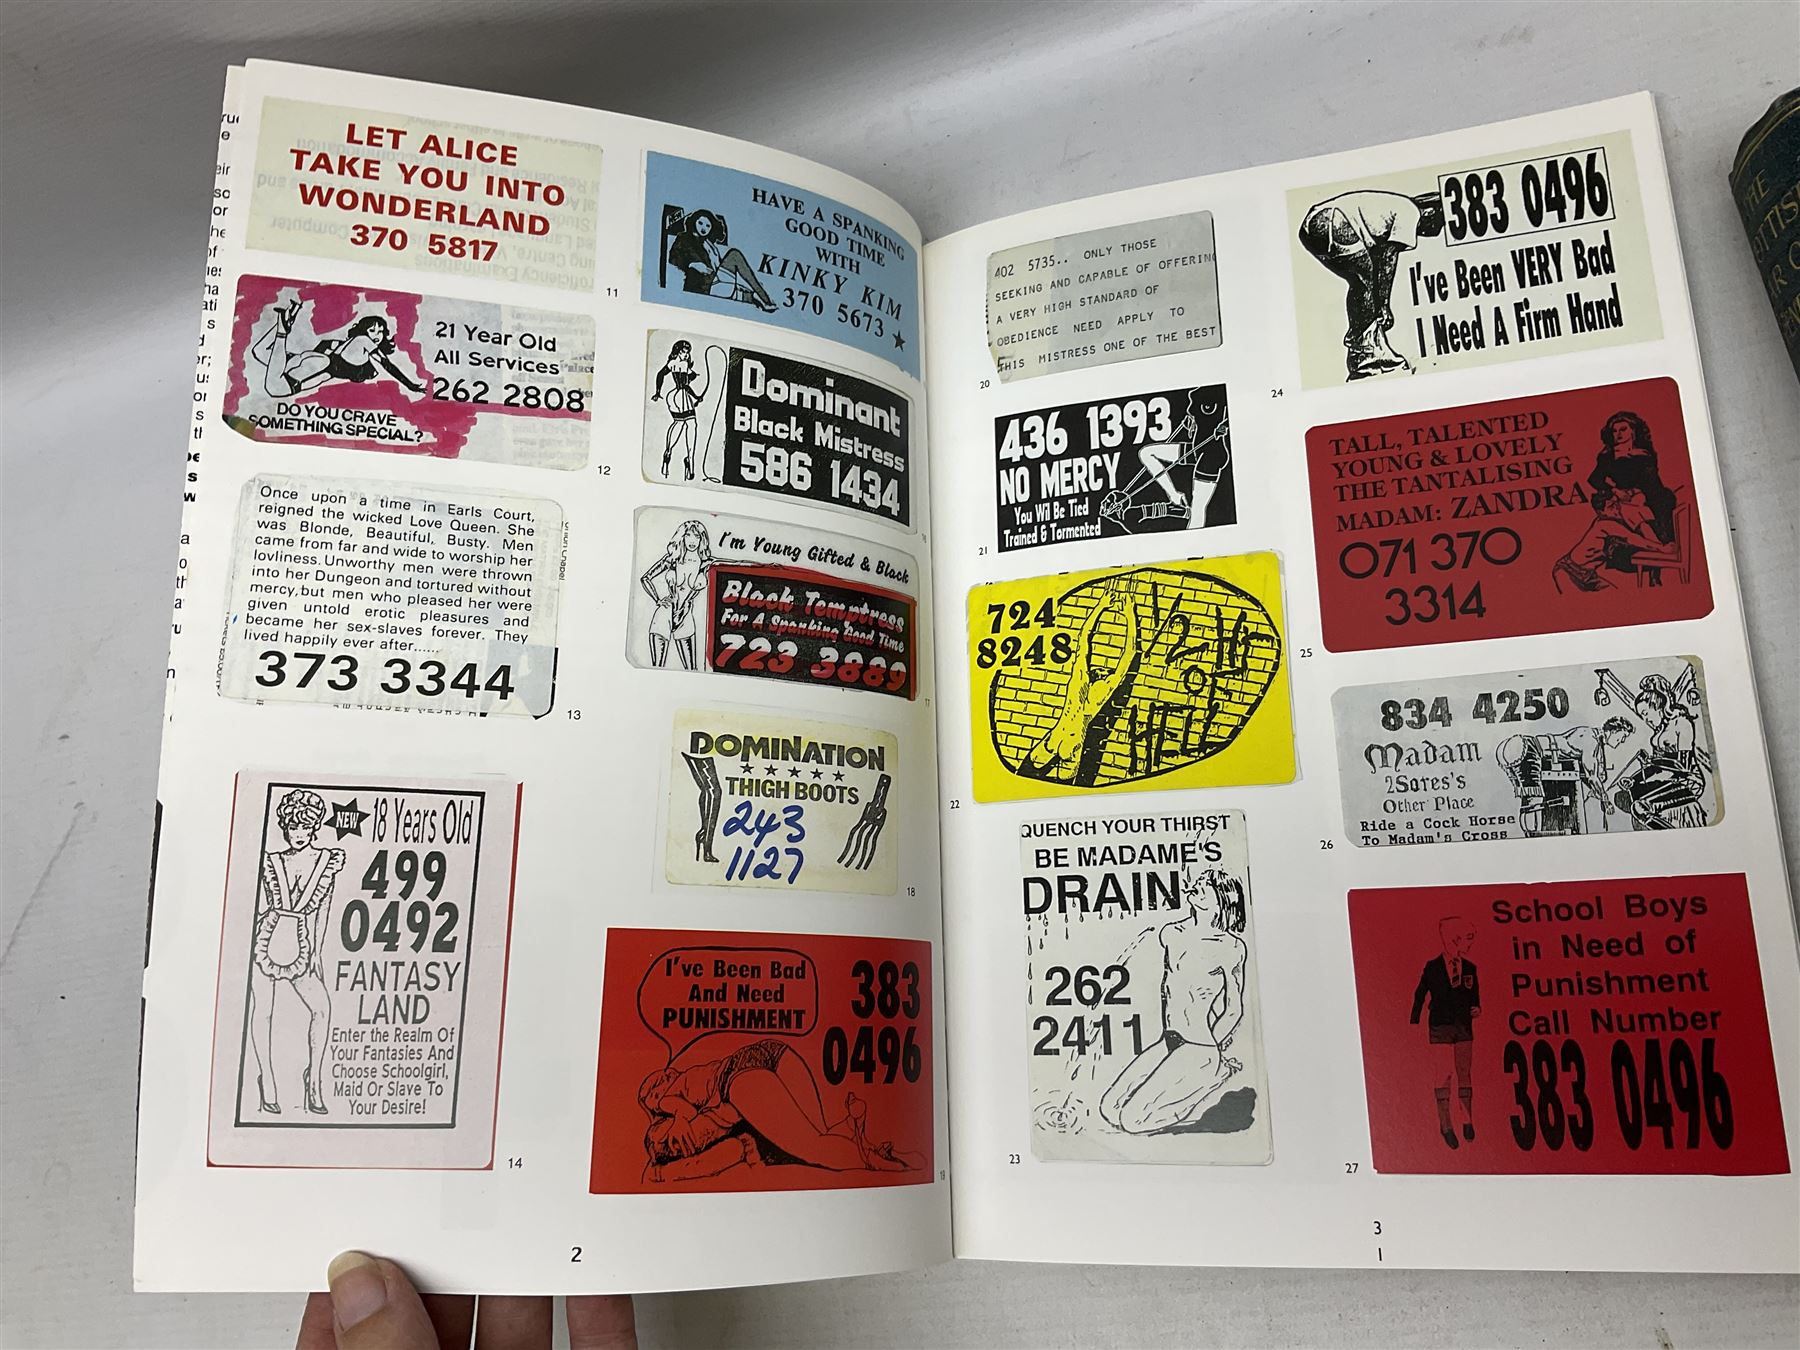 LET ALICE
TAKE YOU INTO
WONDERLAND
370 5817
11
21 Year Old
All Services
262 2808
DO YOU CRAVE
SOMETHING SPECIAL?
12
Once upon a time in Earls Court,
reigned the wicked Love Queen. She
was Blonde, Beautiful, Busty. Men
came from far and wide to worship her
lovliness. Unworthy men were thrown
into her Dungeon and tortured without
mercy, but men who pleased her were
given untold erotic pleasures and
became her sex-slaves forever. They
lived happily ever after......
373 3344
13
NEW
18 Years Old
499
0492
FANTASY
LAND
Enter the Realm Of
Your Fantasies And
Choose Schoolgirl,
Maid Or Slave To
Your Desire!
14
HAVE A SPANKING
GOOD TIME
WITH
KINKY KIM
370 5673
Dominant
Black Mistress
586 1434
16
I'm Young Gifted & Black
Black Temptress
For A Spanking Good Time
723 3889
17
DOMINATION
THIGH BOOTS
243
1127
18
I've Been Bad
And Need
PUNISHMENT
383
0496
19
2
402 5735.. ONLY THOSE
SEEKING AND CAPABLE OF OFFERING
A VERY HIGH STANDARD OF
OBEDIENCE NEED APPLY TO
THIS MISTRESS ONE OF THE BEST
20
436 1393
NO MERCY
You Will Be Tied
Trained & Tormented
21
724
8248
1/2 Hr
OF
HELL
22
QUENCH YOUR THIRST
BE MADAME'S
DRAIN
262
2411
23
383 0496
I've Been VERY Bad
I Need A Firm Hand
24
TALL, TALENTED
YOUNG & LOVELY
THE TANTALISING
MADAM: ZANDRA
071 370
3314
25
834 4250
Madam
2Sores's
Other Place
Ride a Cock Horse
To Madam's Cross
26
School Boys
in Need of
Punishment
Call Number
383 0496
27
3
1
THE